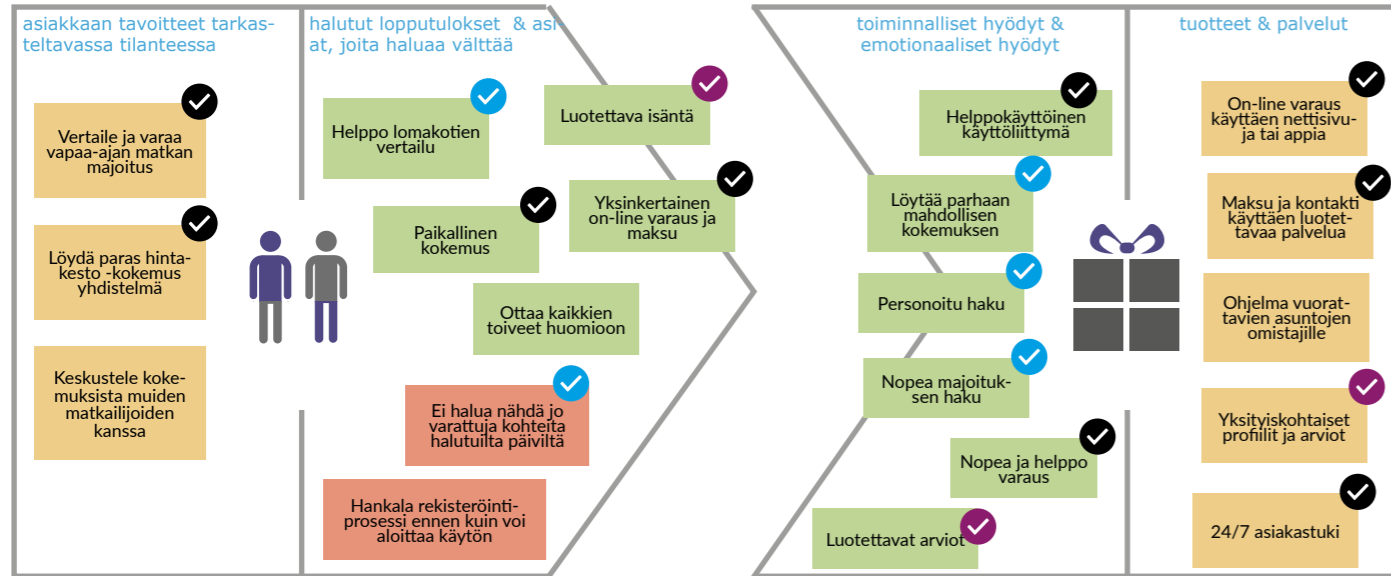 asiakkaan tavoitteet tarkas-
teltavassa tilanteessa
Vertaile ja varaa
vapaa-ajan matkan
majoitus
Löydä paras hinta-
kesto -kokemus
yhdistelmä
Keskustele koke-
muksista muiden
matkailijoiden
kanssa
halutut lopputulokset & asi-
at, joita haluaa välttää
Helppo lomakotien
vertailu
Luotettava isäntä
Paikallinen
kokemus
Yksinkertainen
on-line varaus ja
maksu
Ottaa kaikkien
toiveet huomioon
Ei halua nähdä jo
varattuja kohteita
halutuilta päiviltä
Hankala rekisteröinti-
prosessi ennen kuin voi
aloittaa käytön
toiminnalliset hyödyt &
emotionaaliset hyödyt
Helppokäyttöinen
käyttöliittymä
Löytää parhaan
mahdollisen
kokemuksen
Personoitu haku
Nopea majoituk-
sen haku
Nopea ja helppo
varaus
Luotettavat arviot
tuotteet & palvelut
On-line varaus
käyttäen nettisivu-
ja tai appia
Maksu ja kontakti
käyttäen luotet-
tavaa palvelua
Ohjelma vuorat-
tavien asuntojen
omistajille
Yksityiskohtaiset
profiilit ja arviot
24/7 asiakastuki